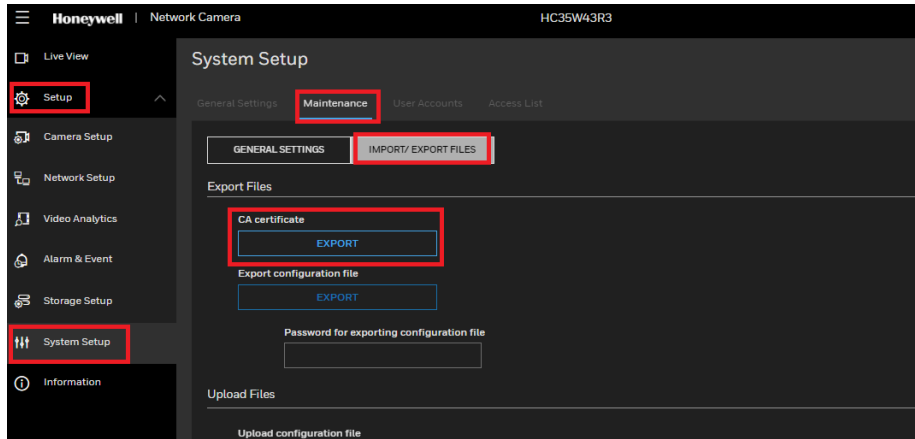 Honeywell | Network Camera HC35W43R3
Live View
Setup
Camera Setup
Network Setup
Video Analytics
Alarm & Event
Storage Setup
System Setup
Information
System Setup
General Settings Maintenance User Accounts Access List
GENERAL SETTINGS IMPORT/ EXPORT FILES
Export Files
CA certificate
EXPORT
Export configuration file
EXPORT
Password for exporting configuration file
Upload Files
Upload configuration file